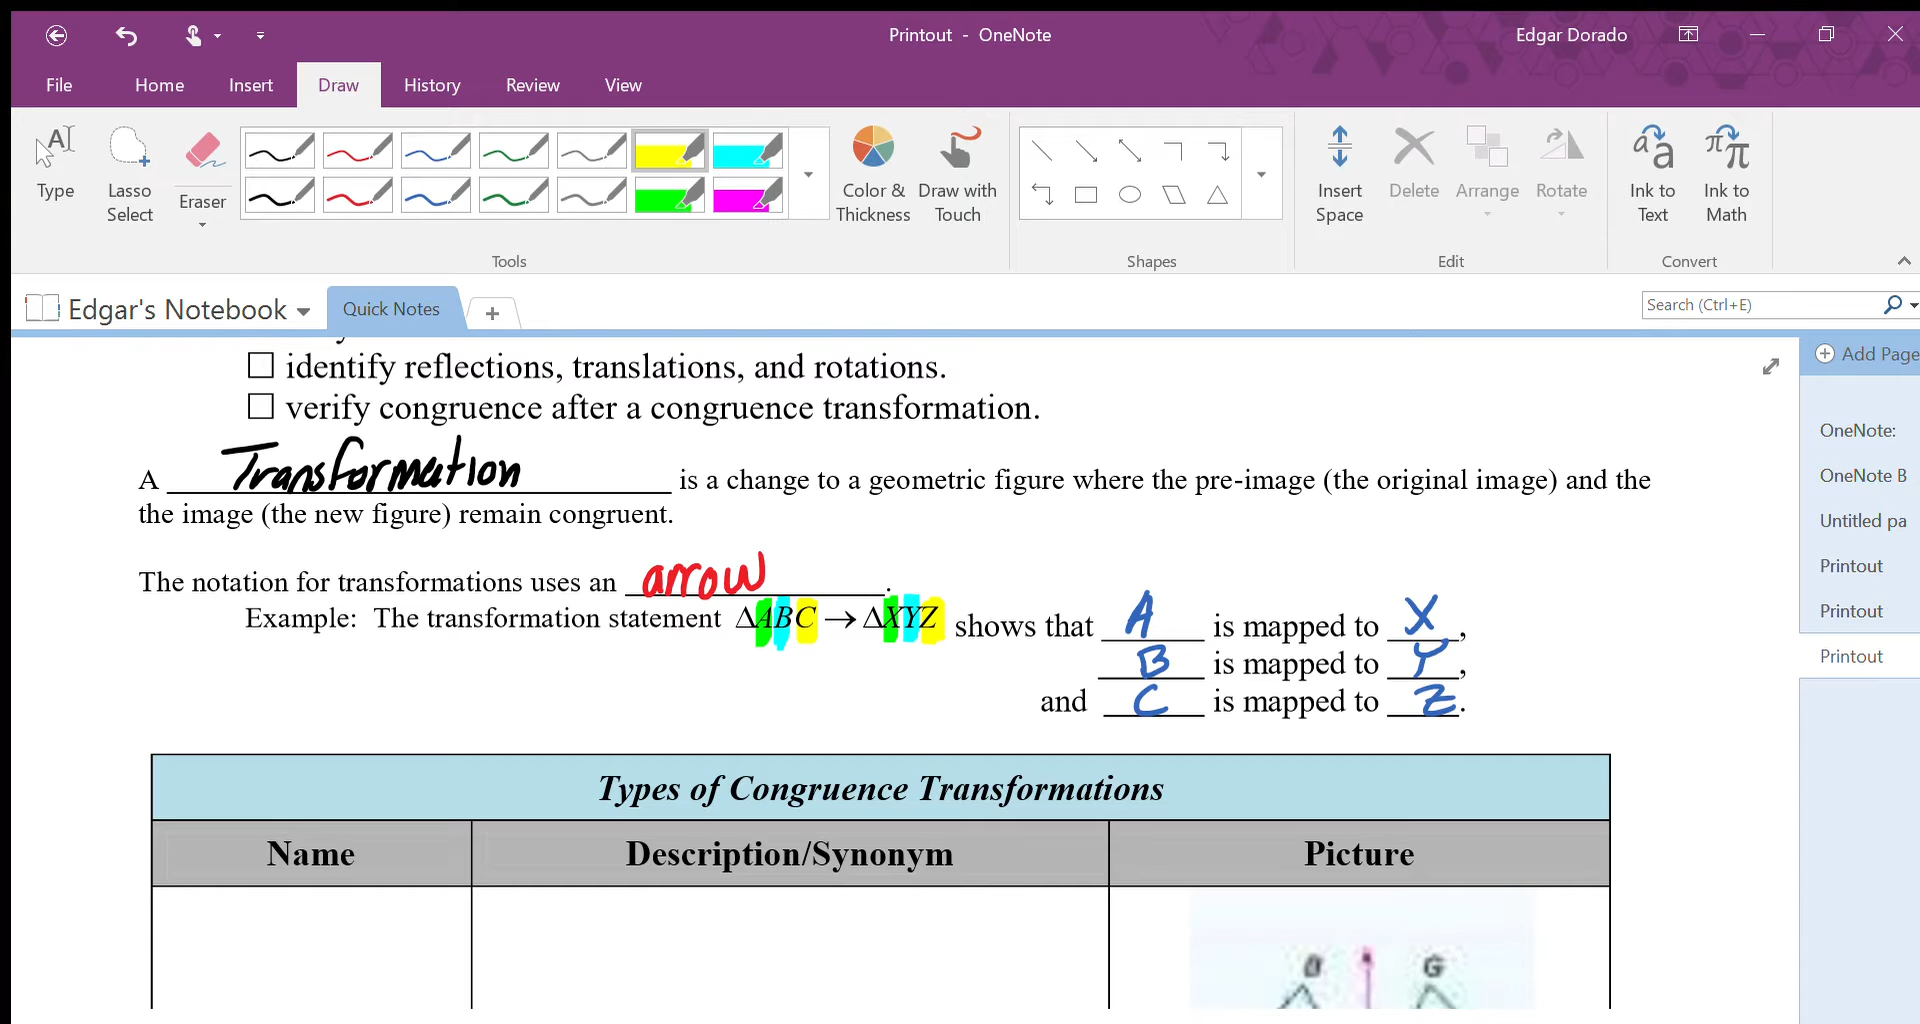 Printout - OneNote
Edgar Dorado
File Home Insert Draw History Review View
Type
Lasso Select
Eraser
Color & Thickness
Draw with Touch
Insert Space
Delete
Arrange
Rotate
Ink to Text
Ink to Math
Tools
Shapes
Edit
Convert
Edgar's Notebook
Quick Notes
Search (Ctrl+E)
identify reflections, translations, and rotations.
verify congruence after a congruence transformation.
A Transformation is a change to a geometric figure where the pre-image (the original image) and the
the image (the new figure) remain congruent.
The notation for transformations uses an arrow.
Example: The transformation statement ΔABC → ΔXYZ shows that A is mapped to X,
B is mapped to Y,
and C is mapped to Z.
Types of Congruence Transformations
Name Description/Synonym Picture
B G
Add Page
OneNote:
OneNote B
Untitled pa
Printout
Printout
Printout